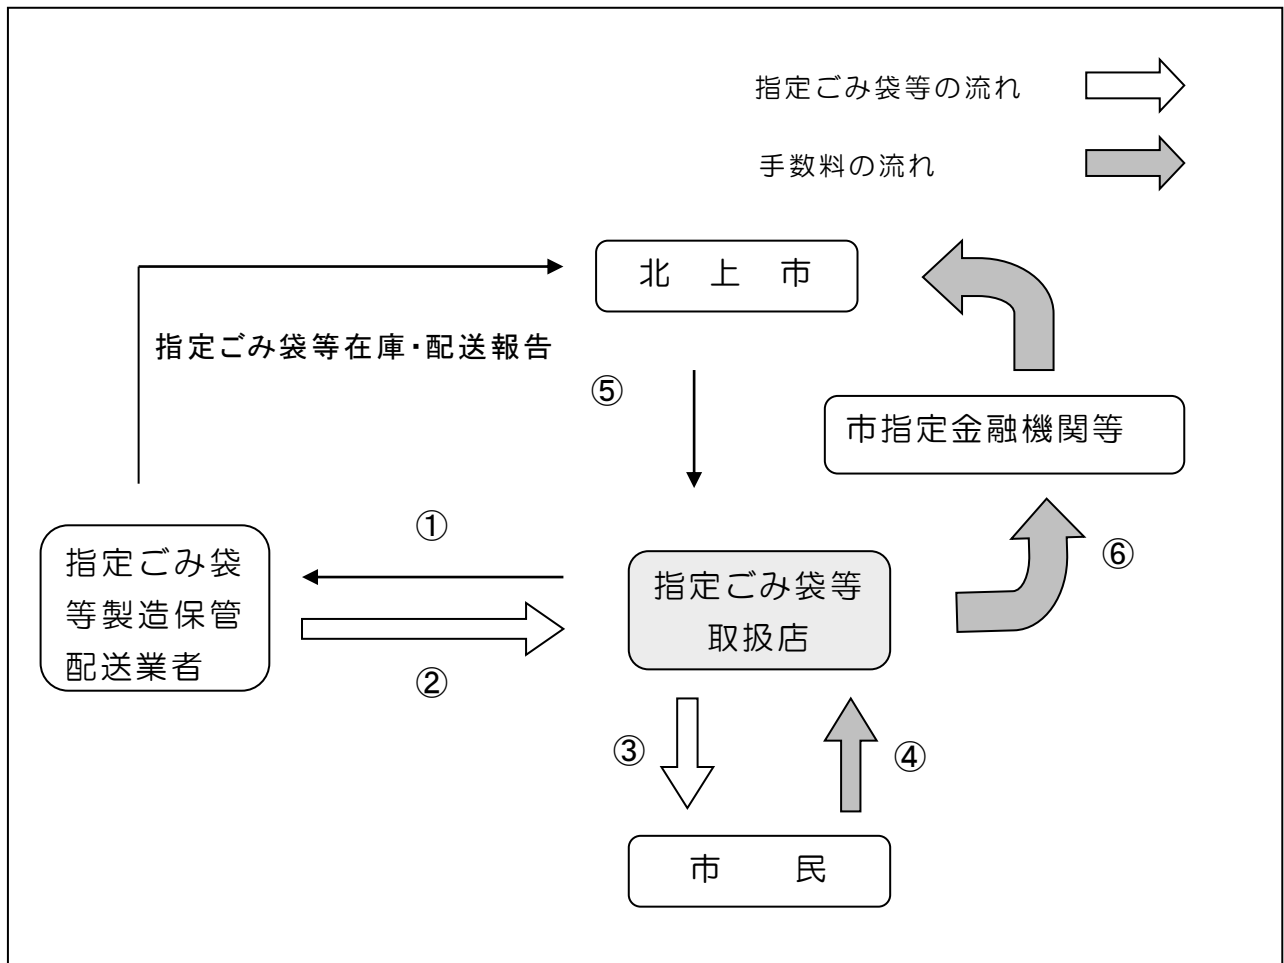 指定ごみ袋等の流れ
手数料の流れ
北 上 市
指定ごみ袋等在庫・配送報告
⑤
市指定金融機関等
①
⑥
指定ごみ袋
等製造保管
配送業者
指定ごみ袋等
取扱店
②
③
④
市 民